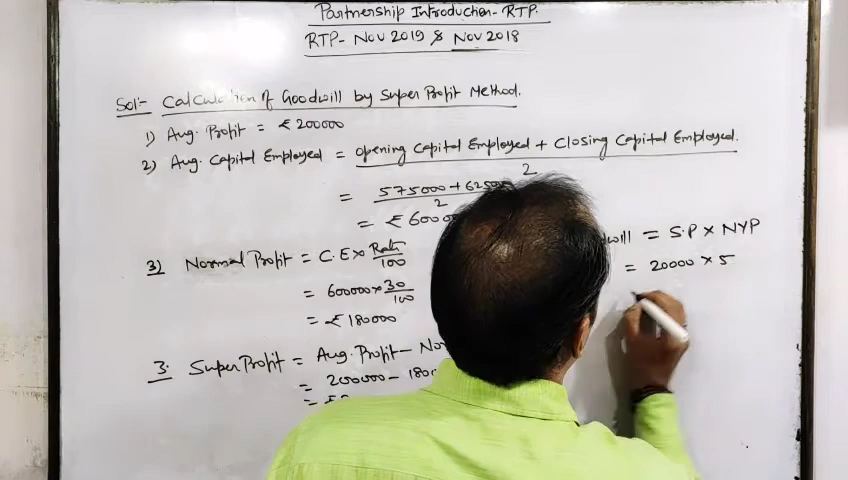 Partnership Introduction - RTP.
RTP - Nov 2019 & Nov 2018
Sol:- Calculation of Goodwill by Super Profit Method.
1) Avg. Profit = ₹ 200000
2) Avg. Capital Employed = opening Capital Employed + Closing Capital Employed.
2
= 575000 + 625
2
= ₹ 6000
3) Normal Profit = C.E × Rate
100
= 600000 × 30
100
= ₹ 180000
3. Super Profit = Avg. Profit - No
= 200000 - 180
= ₹
dwill = S.P × NYP
= 20000 × 5